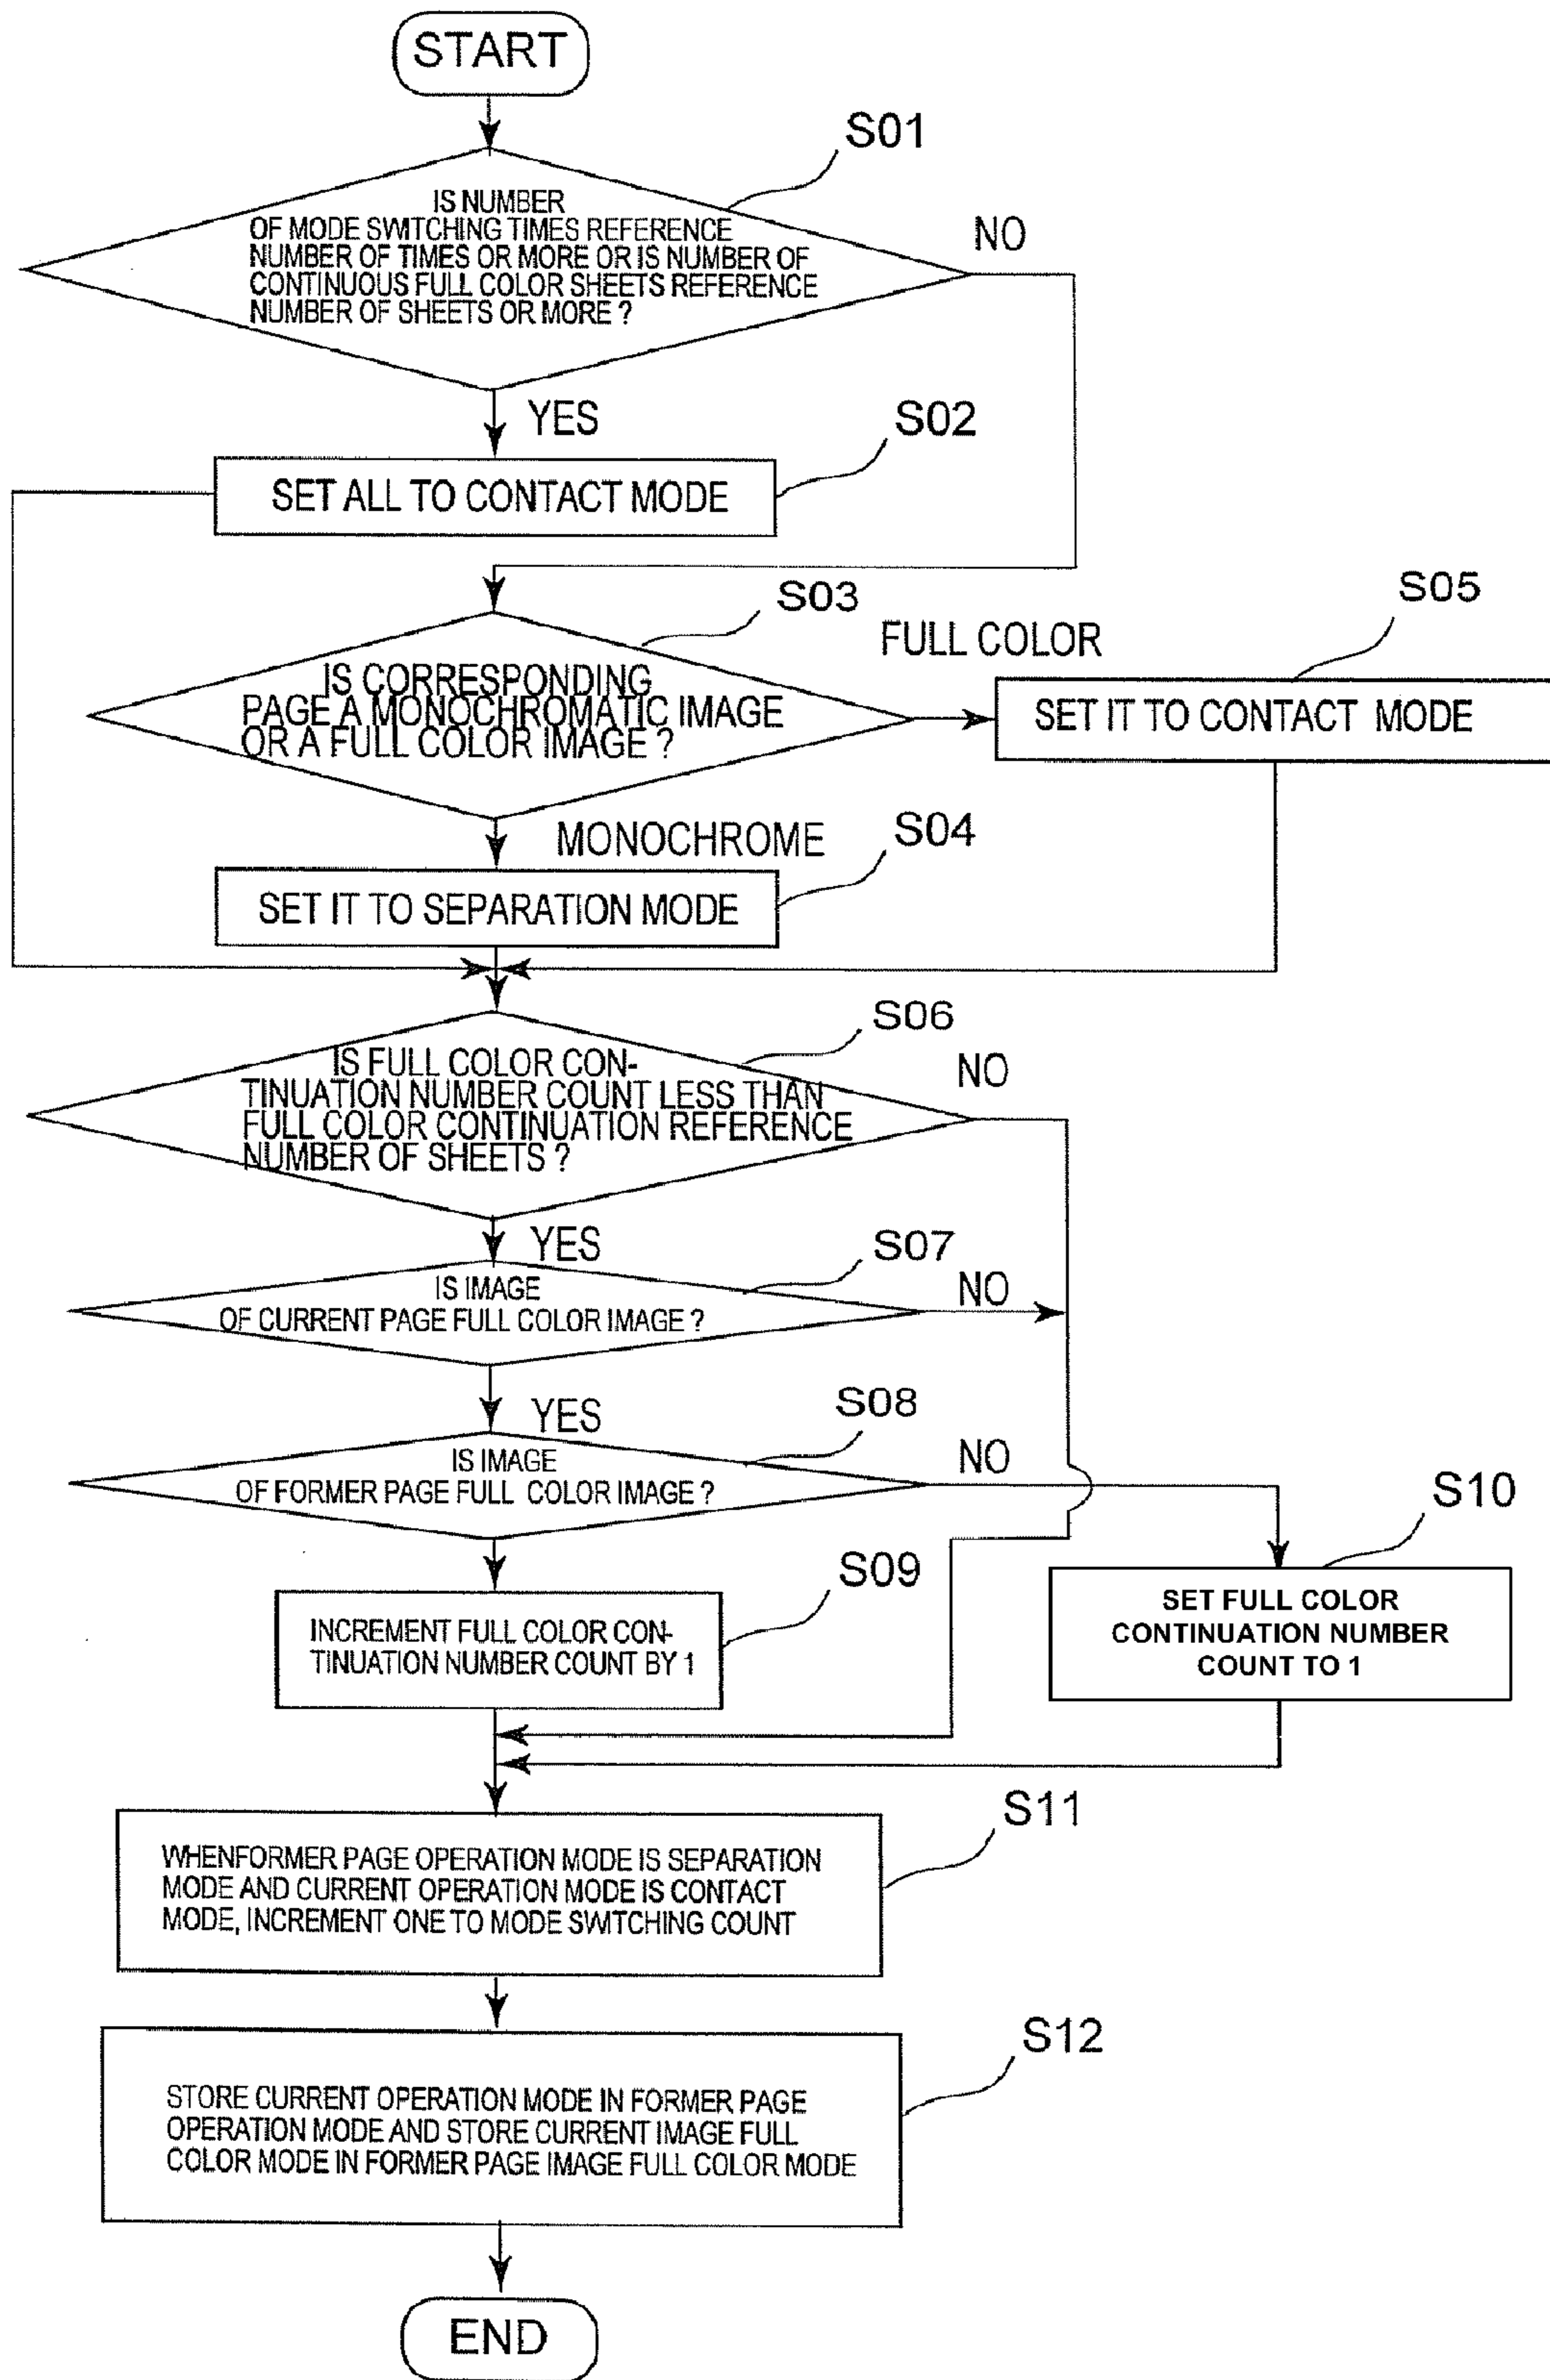 START
S01
IS NUMBER
OF MODE SWITCHING TIMES REFERENCE
NUMBER OF TIMES OR MORE OR IS NUMBER OF
CONTINUOUS FULL COLOR SHEETS REFERENCE
NUMBER OF SHEETS OR MORE ?
NO
YES
S02
SET ALL TO CONTACT MODE
S03
IS CORRESPONDING
PAGE A MONOCHROMATIC IMAGE
OR A FULL COLOR IMAGE ?
FULL COLOR
S05
SET IT TO CONTACT MODE
MONOCHROME
S04
SET IT TO SEPARATION MODE
S06
IS FULL COLOR CON-
TINUATION NUMBER COUNT LESS THAN
FULL COLOR CONTINUATION REFERENCE
NUMBER OF SHEETS ?
NO
YES
S07
IS IMAGE
OF CURRENT PAGE FULL COLOR IMAGE ?
NO
YES
S08
IS IMAGE
OF FORMER PAGE FULL COLOR IMAGE ?
NO
S10
SET FULL COLOR
CONTINUATION NUMBER
COUNT TO 1
S09
INCREMENT FULL COLOR CON-
TINUATION NUMBER COUNT BY 1
S11
WHENFORMER PAGE OPERATION MODE IS SEPARATION
MODE AND CURRENT OPERATION MODE IS CONTACT
MODE, INCREMENT ONE TO MODE SWITCHING COUNT
S12
STORE CURRENT OPERATION MODE IN FORMER PAGE
OPERATION MODE AND STORE CURRENT IMAGE FULL
COLOR MODE IN FORMER PAGE IMAGE FULL COLOR MODE
END